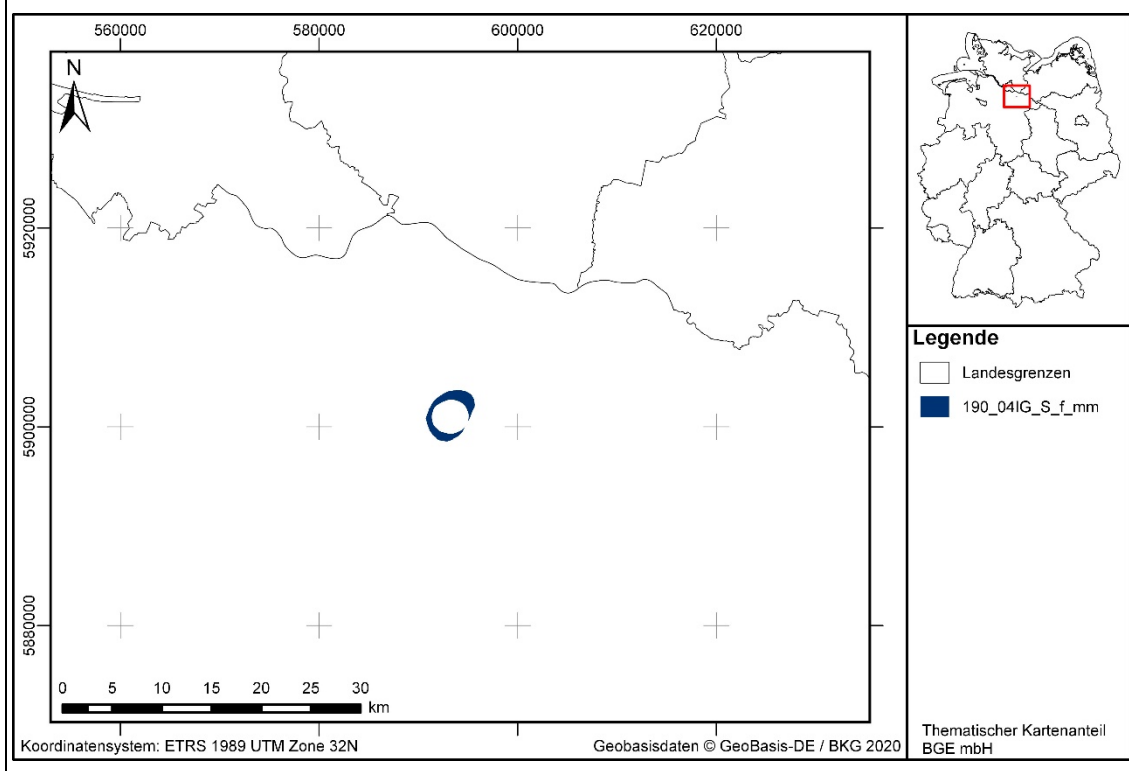 560000 580000 600000 620000
N
5920000
5900000
5880000
0 5 10 15 20 25 30
km
Koordinatensystem: ETRS 1989 UTM Zone 32N
Geobasisdaten © GeoBasis-DE / BKG 2020
Legende
Landesgrenzen
190_04IG_S_f_mm
Thematischer Kartenanteil
BGE mbH